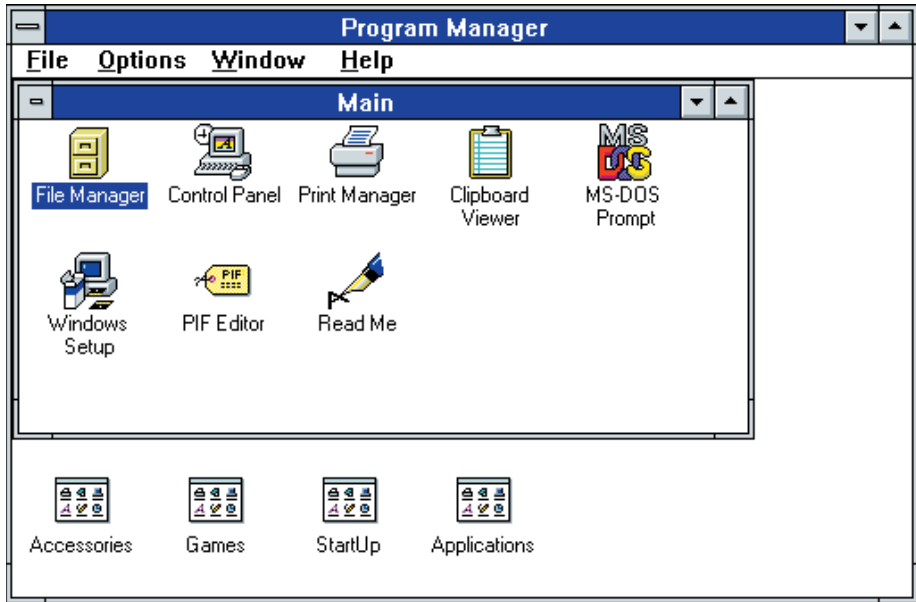 Program Manager
File Options Window Help
Main
File Manager Control Panel Print Manager Clipboard Viewer MS-DOS Prompt
Windows Setup PIF Editor Read Me
Accessories Games StartUp Applications